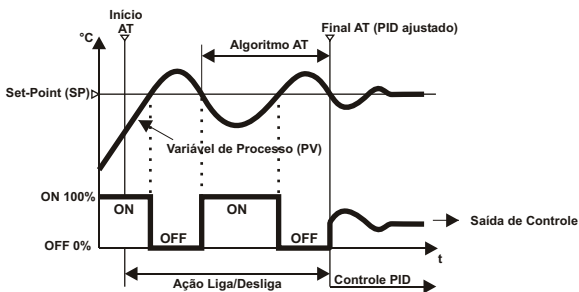 Início
AT
Final AT (PID ajustado)
°C
Algoritmo AT
Set-Point (SP)
Variável de Processo (PV)
ON 100%
ON
ON
Saída de Controle
OFF
OFF
OFF 0%
t
Ação Liga/Desliga
Controle PID